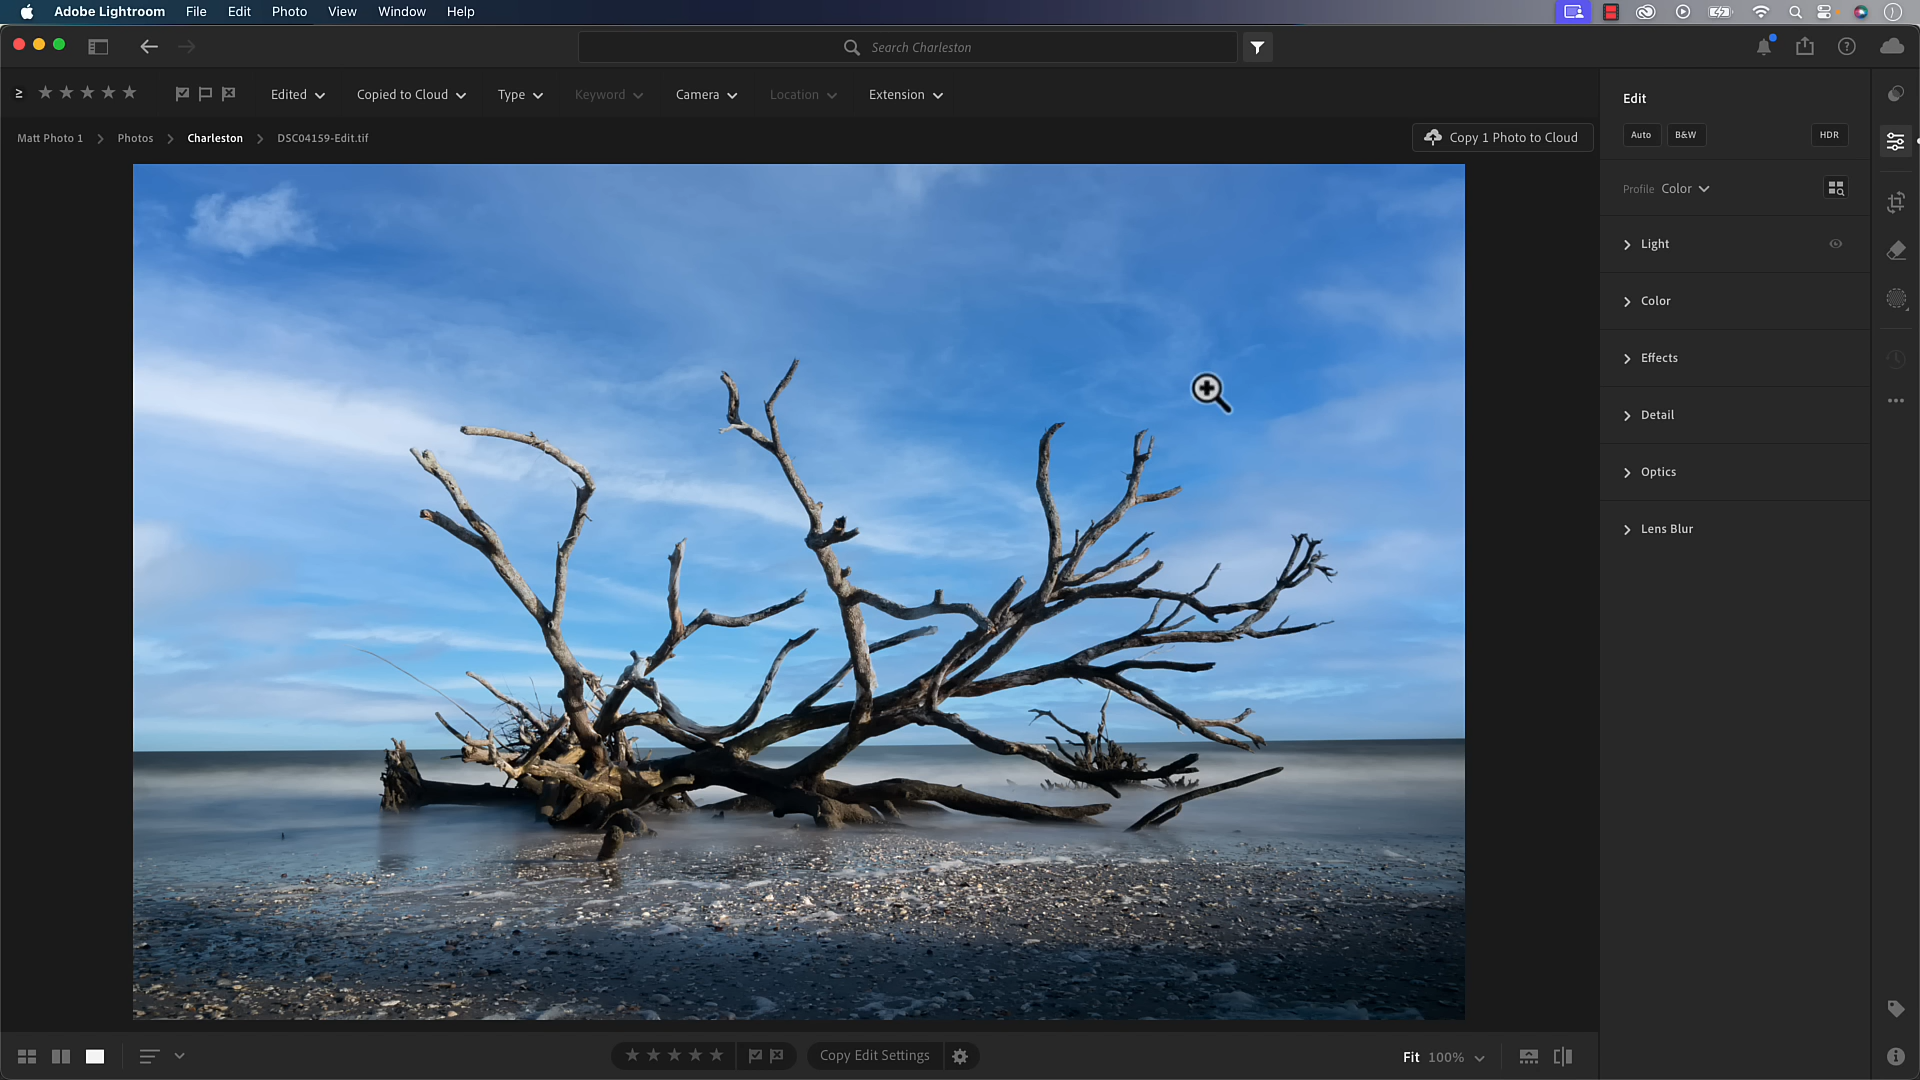 Adobe Lightroom File Edit Photo View Window Help
Search Charleston
Edited Copied to Cloud Type Keyword Camera Location Extension
Matt Photo 1 Photos Charleston DSC04159-Edit.tif
Copy 1 Photo to Cloud
Edit
Auto B&W HDR
Profile Color
Light
Color
Effects
Detail
Optics
Lens Blur
Copy Edit Settings
Fit 100%